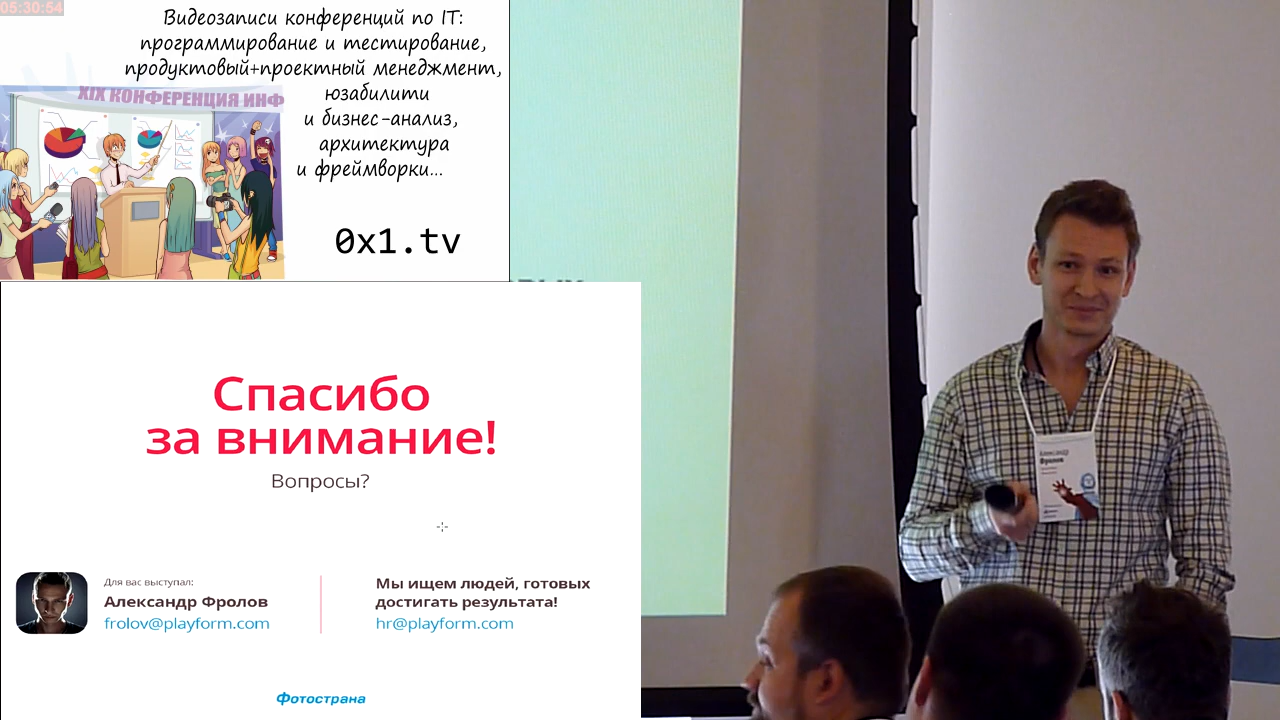 05:30:54
Видеозаписи конференций по IT:
программирование и тестирование,
продуктовый+проектный менеджмент,
юзабилити
и бизнес-анализ,
архитектура
и фреймворки...
XIX КОНФЕРЕНЦИЯ ИНФ
0x1.tv
Спасибо
за внимание!
Вопросы?
Для вас выступал:
Александр Фролов
frolov@playform.com
Мы ищем людей, готовых
достигать результата!
hr@playform.com
Фотострана
Александр
Фролов